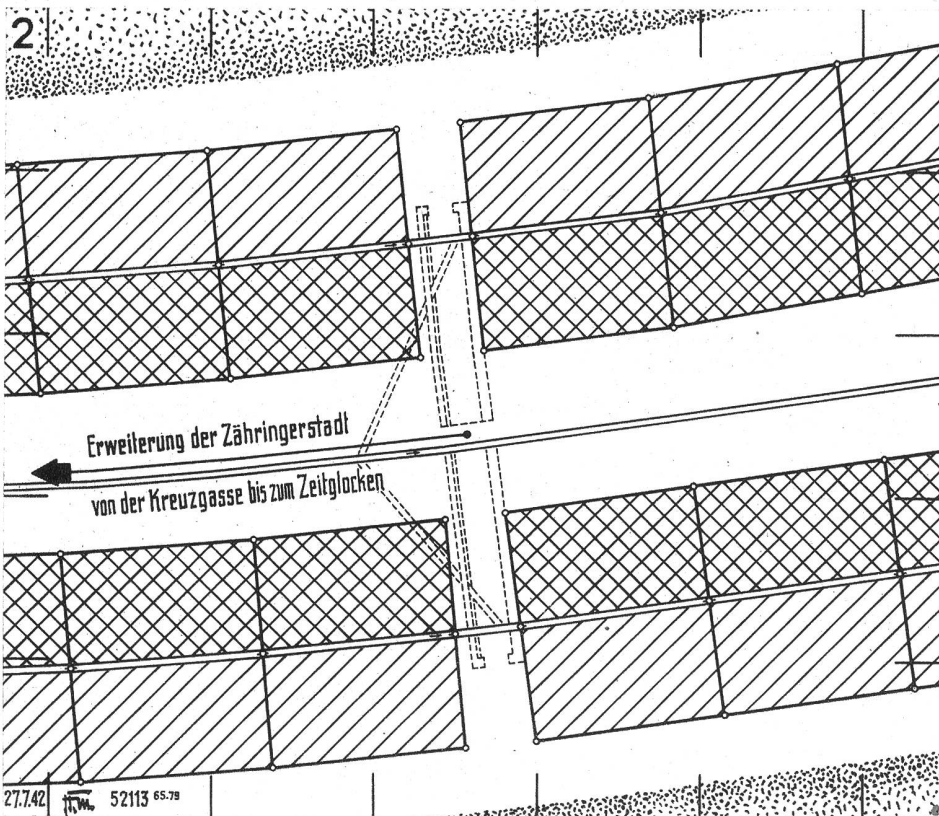 2
Erweiterung der Zähringerstadt
von der Kreuzgasse bis zum Zeitglocken
27.7.42
52113 65.79